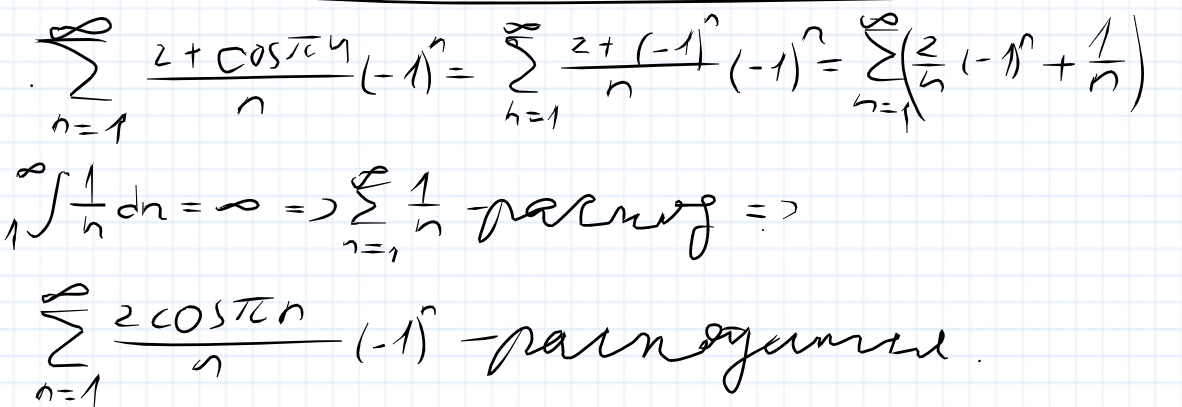 . ∑_{n=1}^{∞} (2 + cos πn)/n (-1)^n = ∑_{n=1}^{∞} (2 + (-1)^n)/n (-1)^n = ∑_{n=1}^{∞} (2/n (-1)^n + 1/n)
₁^∞∫ 1/n dn = ∞ => ∑_{n=1}^{∞} 1/n - расход =>
∑_{n=1}^{∞} (2 cos πn)/n (-1)^n - расходится.